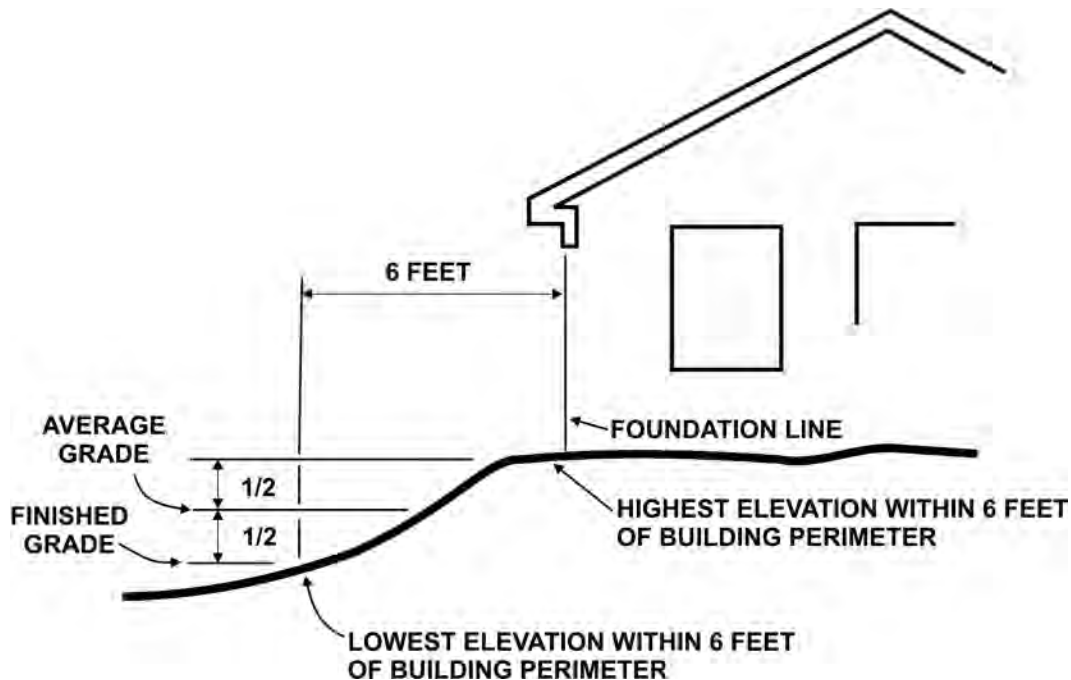 6 FEET
AVERAGE
GRADE
1/2
FOUNDATION LINE
FINISHED
GRADE
1/2
HIGHEST ELEVATION WITHIN 6 FEET
OF BUILDING PERIMETER
LOWEST ELEVATION WITHIN 6 FEET
OF BUILDING PERIMETER